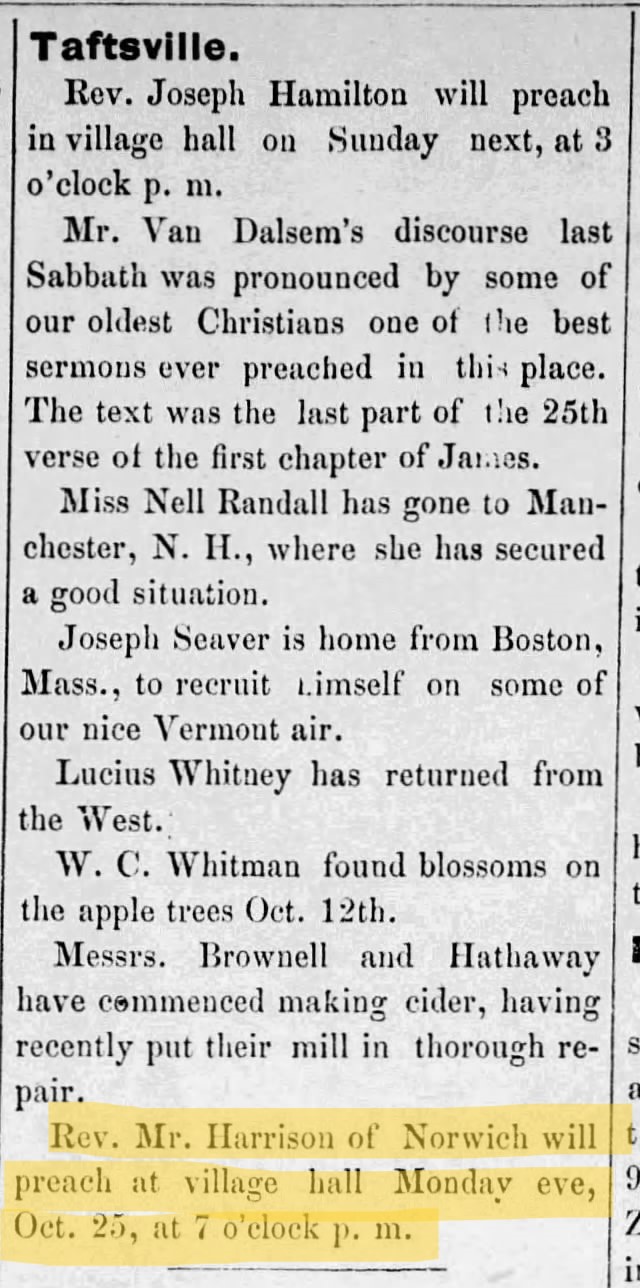 Taftsville.
Rev. Joseph Hamilton will preach
in village hall on Sunday next, at 3
o'clock p. m.
Mr. Van Dalsem's discourse last
Sabbath was pronounced by some of
our oldest Christians one of the best
sermons ever preached in this place.
The text was the last part of the 25th
verse of the first chapter of James.
Miss Nell Randall has gone to Man-
chester, N. H., where she has secured
a good situation.
Joseph Seaver is home from Boston,
Mass., to recruit himself on some of
our nice Vermont air.
Lucius Whitney has returned from
the West.
W. C. Whitman found blossoms on
the apple trees Oct. 12th.
Messrs. Brownell and Hathaway
have commenced making cider, having
recently put their mill in thorough re-
pair.
Rev. Mr. Harrison of Norwich will
preach at village hall Monday eve,
Oct. 25, at 7 o'clock p. m.